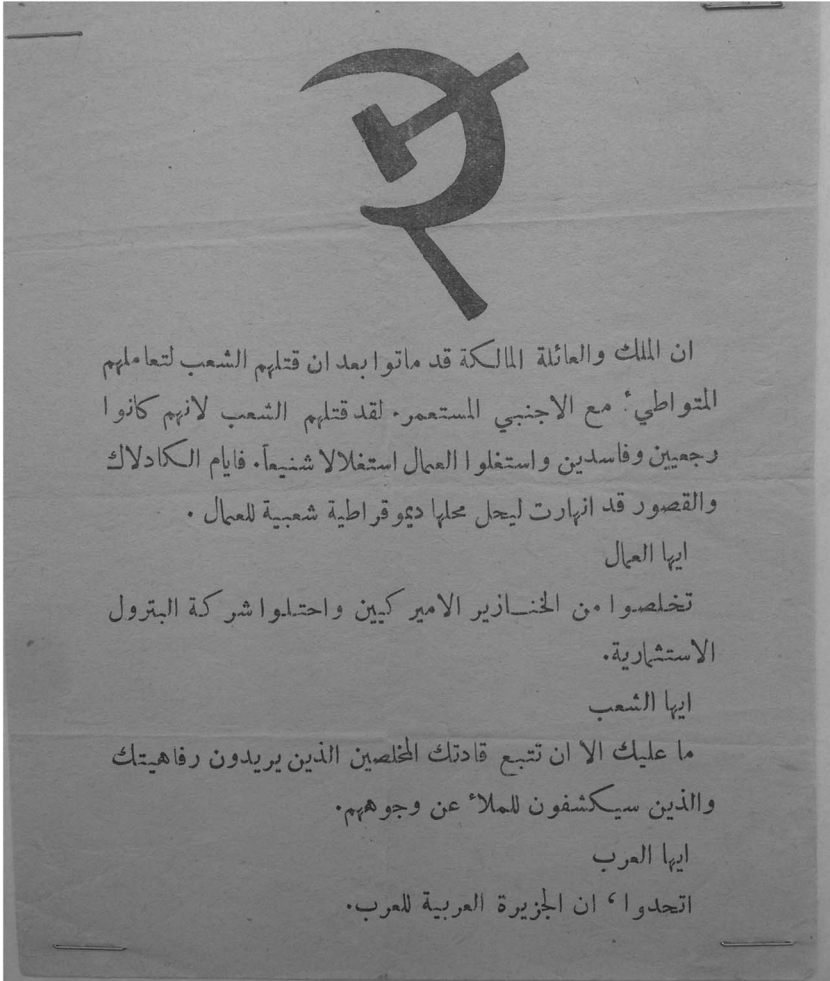 ان الملك والعائلة المالكة قد ماتوا بعد ان قتلهم الشعب لتعاملهم
المتواطيء مع الاجنبي المستعمر. لقد قتلهم الشعب لانهم كانوا
رجعيين وفاسدين واستغلوا العمال استغلالا شنيعاً. فايام الكادلاك
والقصور قد انهارت ليحل محلها ديموقراطية شعبية للعمال .
ايها العمال
تخلصوا من الخنازير الاميركيين واحتلوا شركة البترول
الاستثمارية.
ايها الشعب
ما عليك الا ان تتبع قادتك المخلصين الذين يريدون رفاهيتك
والذين سيكشفون للملاء عن وجوههم.
ايها العرب
اتحدوا ، ان الجزيرة العربية للعرب.